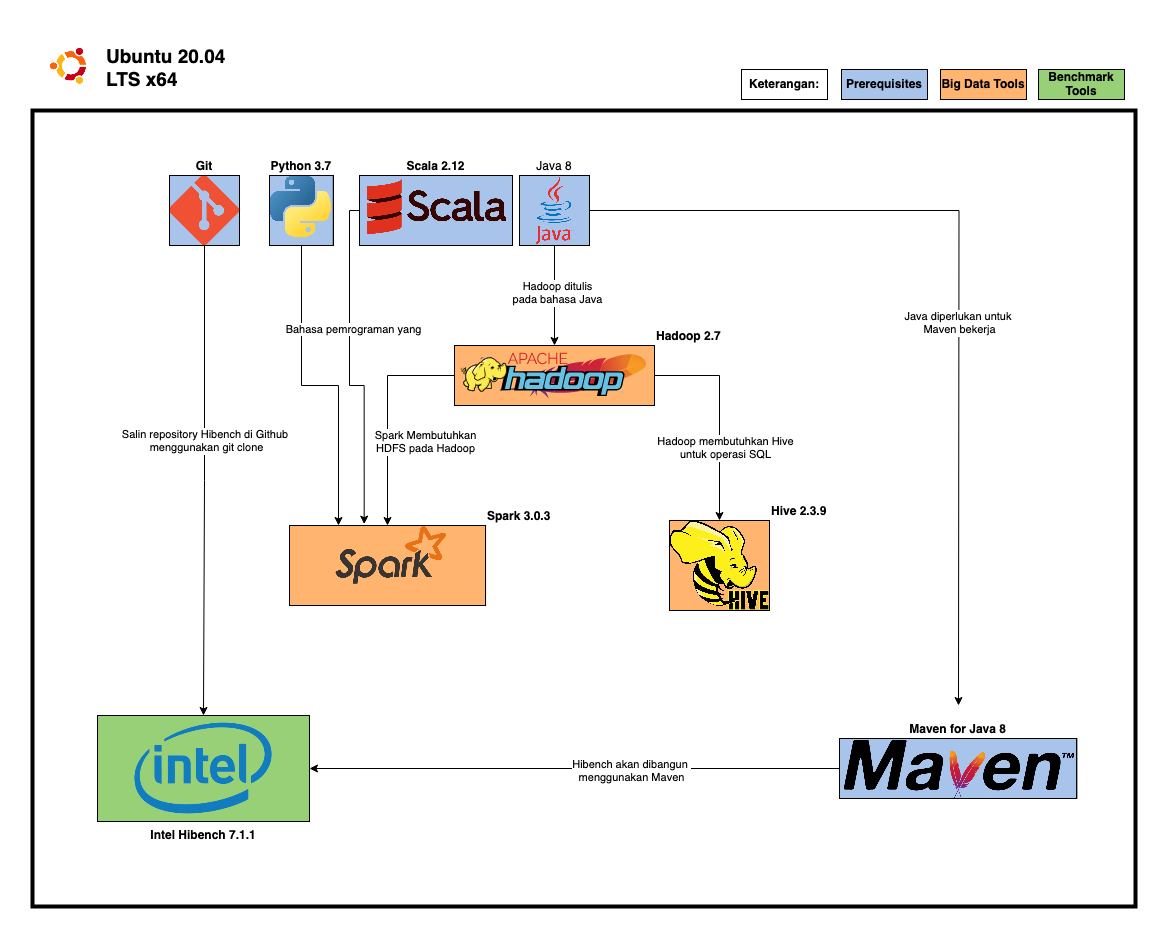 Ubuntu 20.04
LTS x64
Keterangan:
Prerequisites
Big Data Tools
Benchmark
Tools
Git
Python 3.7
Scala 2.12
Java 8
Scala
Java
Hadoop ditulis
pada bahasa Java
Bahasa pemrograman yang
Java diperlukan untuk
Maven bekerja
Hadoop 2.7
APACHE
hadoop
Salin repository Hibench di Github
menggunakan git clone
Spark Membutuhkan
HDFS pada Hadoop
Hadoop membutuhkan Hive
untuk operasi SQL
Spark 3.0.3
Hive 2.3.9
Spark
HIVE
Maven for Java 8
intel
Hibench akan dibangun
menggunakan Maven
Maven™
Intel Hibench 7.1.1